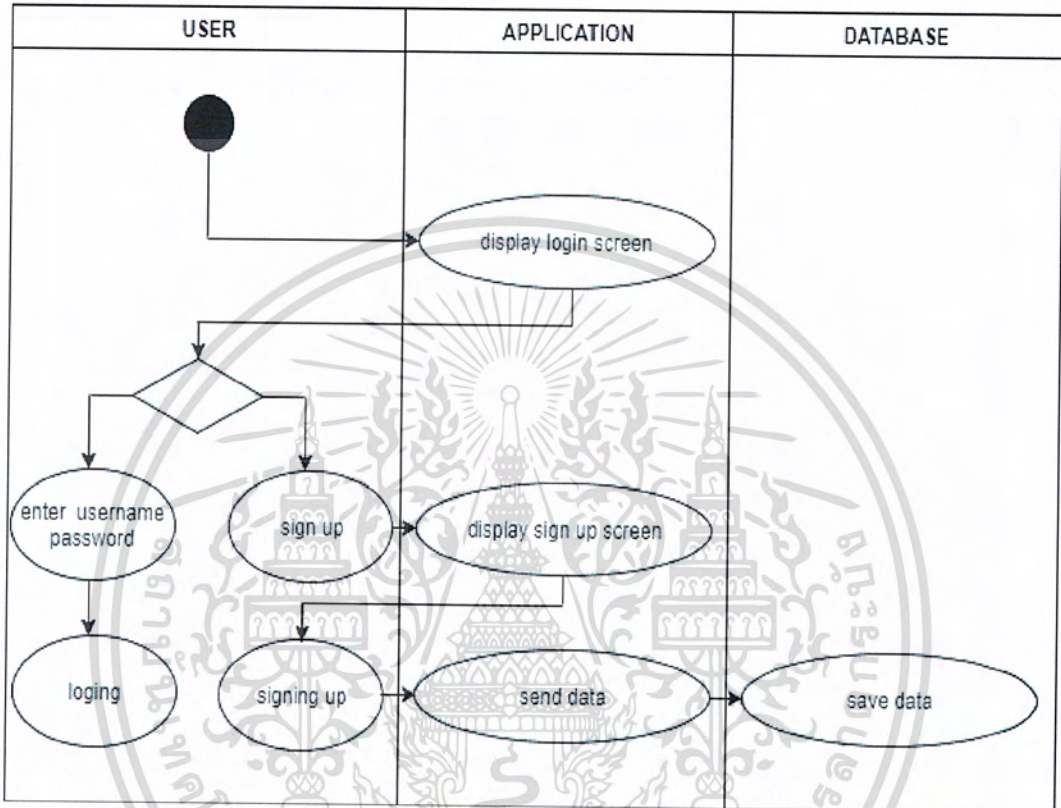 USER
APPLICATION
DATABASE
display login screen
enter username
password
sign up
display sign up screen
loging
signing up
send data
save data